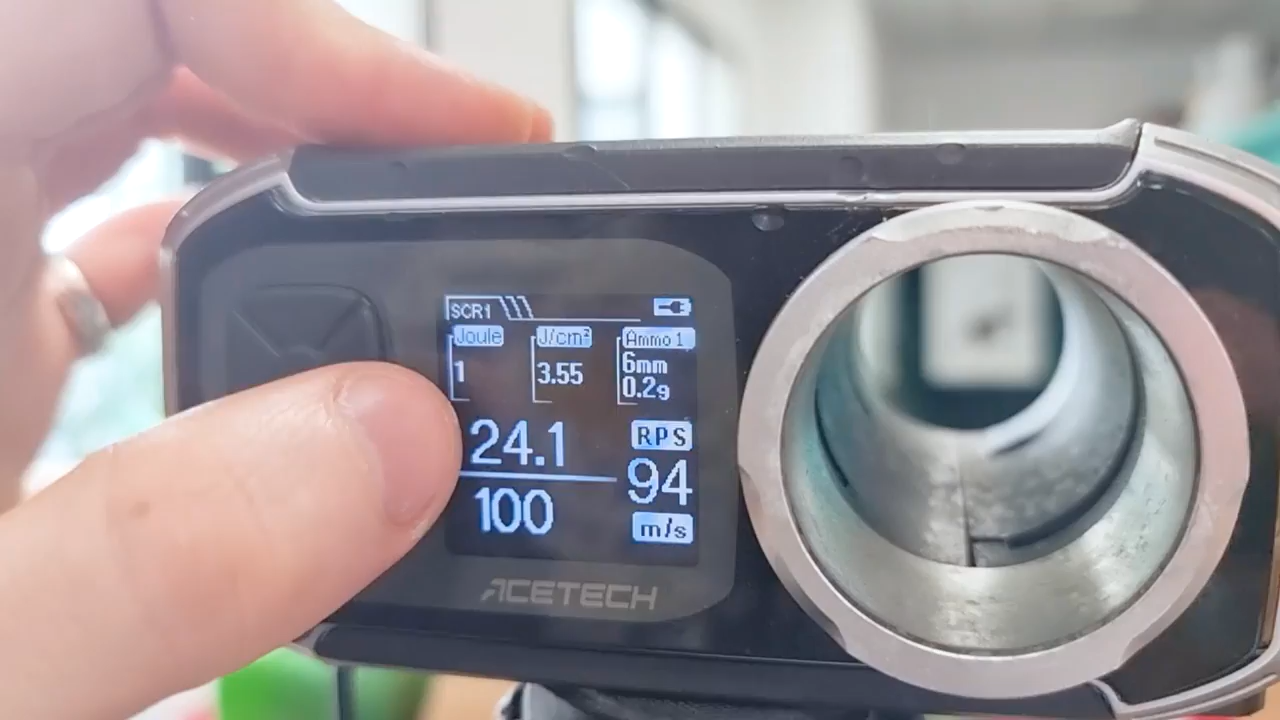 SCR1
Joule J/cm² Ammo 1
1 3.55 6mm
0.2g
24.1 RPS
94
100 m/s
ACETECH